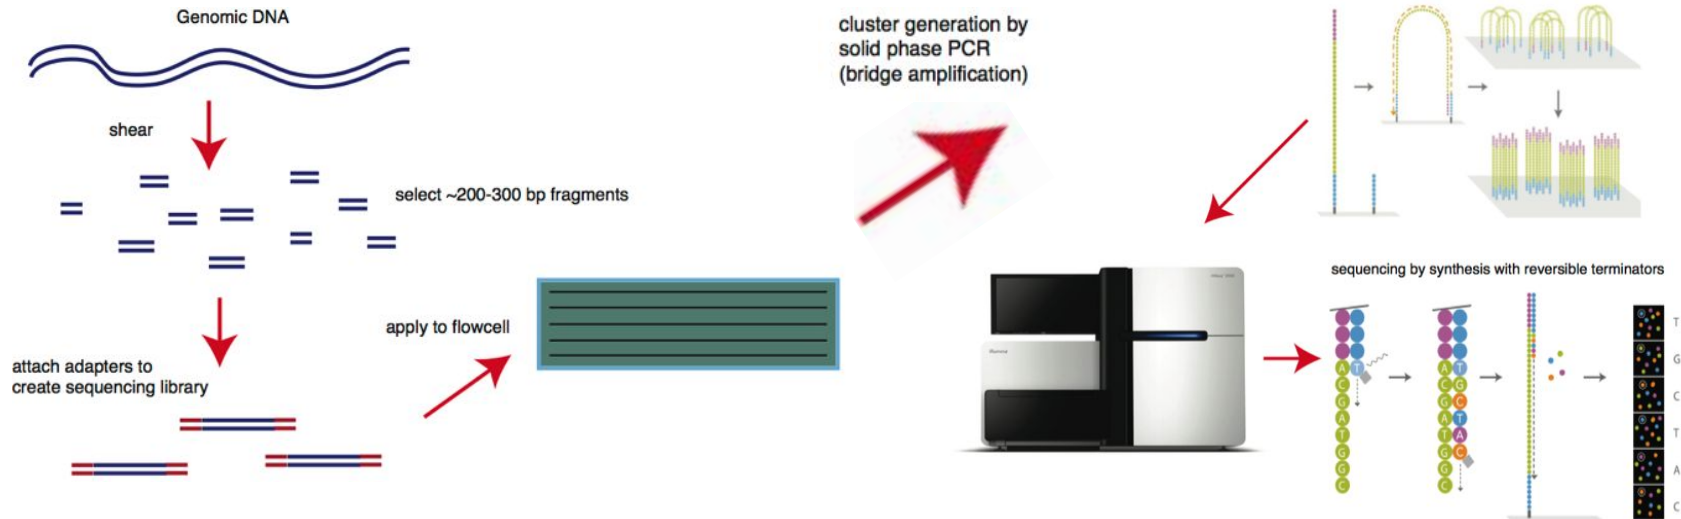 Genomic DNA
shear
select ~200-300 bp fragments
attach adapters to
create sequencing library
apply to flowcell
cluster generation by
solid phase PCR
(bridge amplification)
sequencing by synthesis with reversible terminators
A T
C
G
A
T
G
G
C
A T
C G
G C
A T
T A
G C
G
C
T
G
C
T
A
C